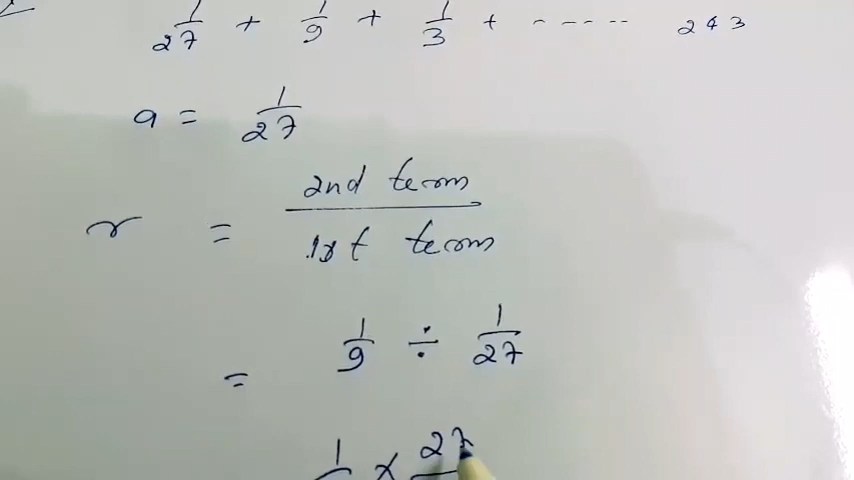 1/27 + 1/9 + 1/3 + ------ 243
a = 1/27
r = 2nd term / 1st term
= 1/9 ÷ 1/27
1/ × 27/